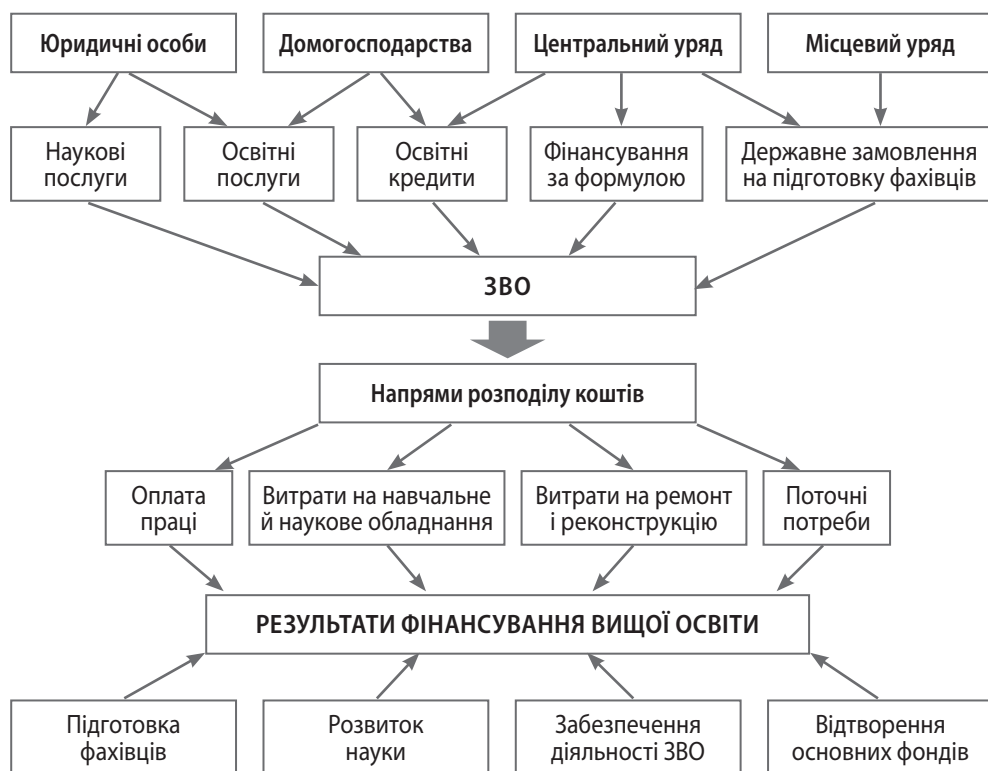 Юридичні особи
Домогосподарства
Центральний уряд
Місцевий уряд
Наукові
послуги
Освітні
послуги
Освітні
кредити
Фінансування
за формулою
Державне замовлення
на підготовку фахівців
ЗВО
Напрями розподілу коштів
Оплата
праці
Витрати на навчальне
й наукове обладнання
Витрати на ремонт
і реконструкцію
Поточні
потреби
РЕЗУЛЬТАТИ ФІНАНСУВАННЯ ВИЩОЇ ОСВІТИ
Підготовка
фахівців
Розвиток
науки
Забезпечення
діяльності ЗВО
Відтворення
основних фондів